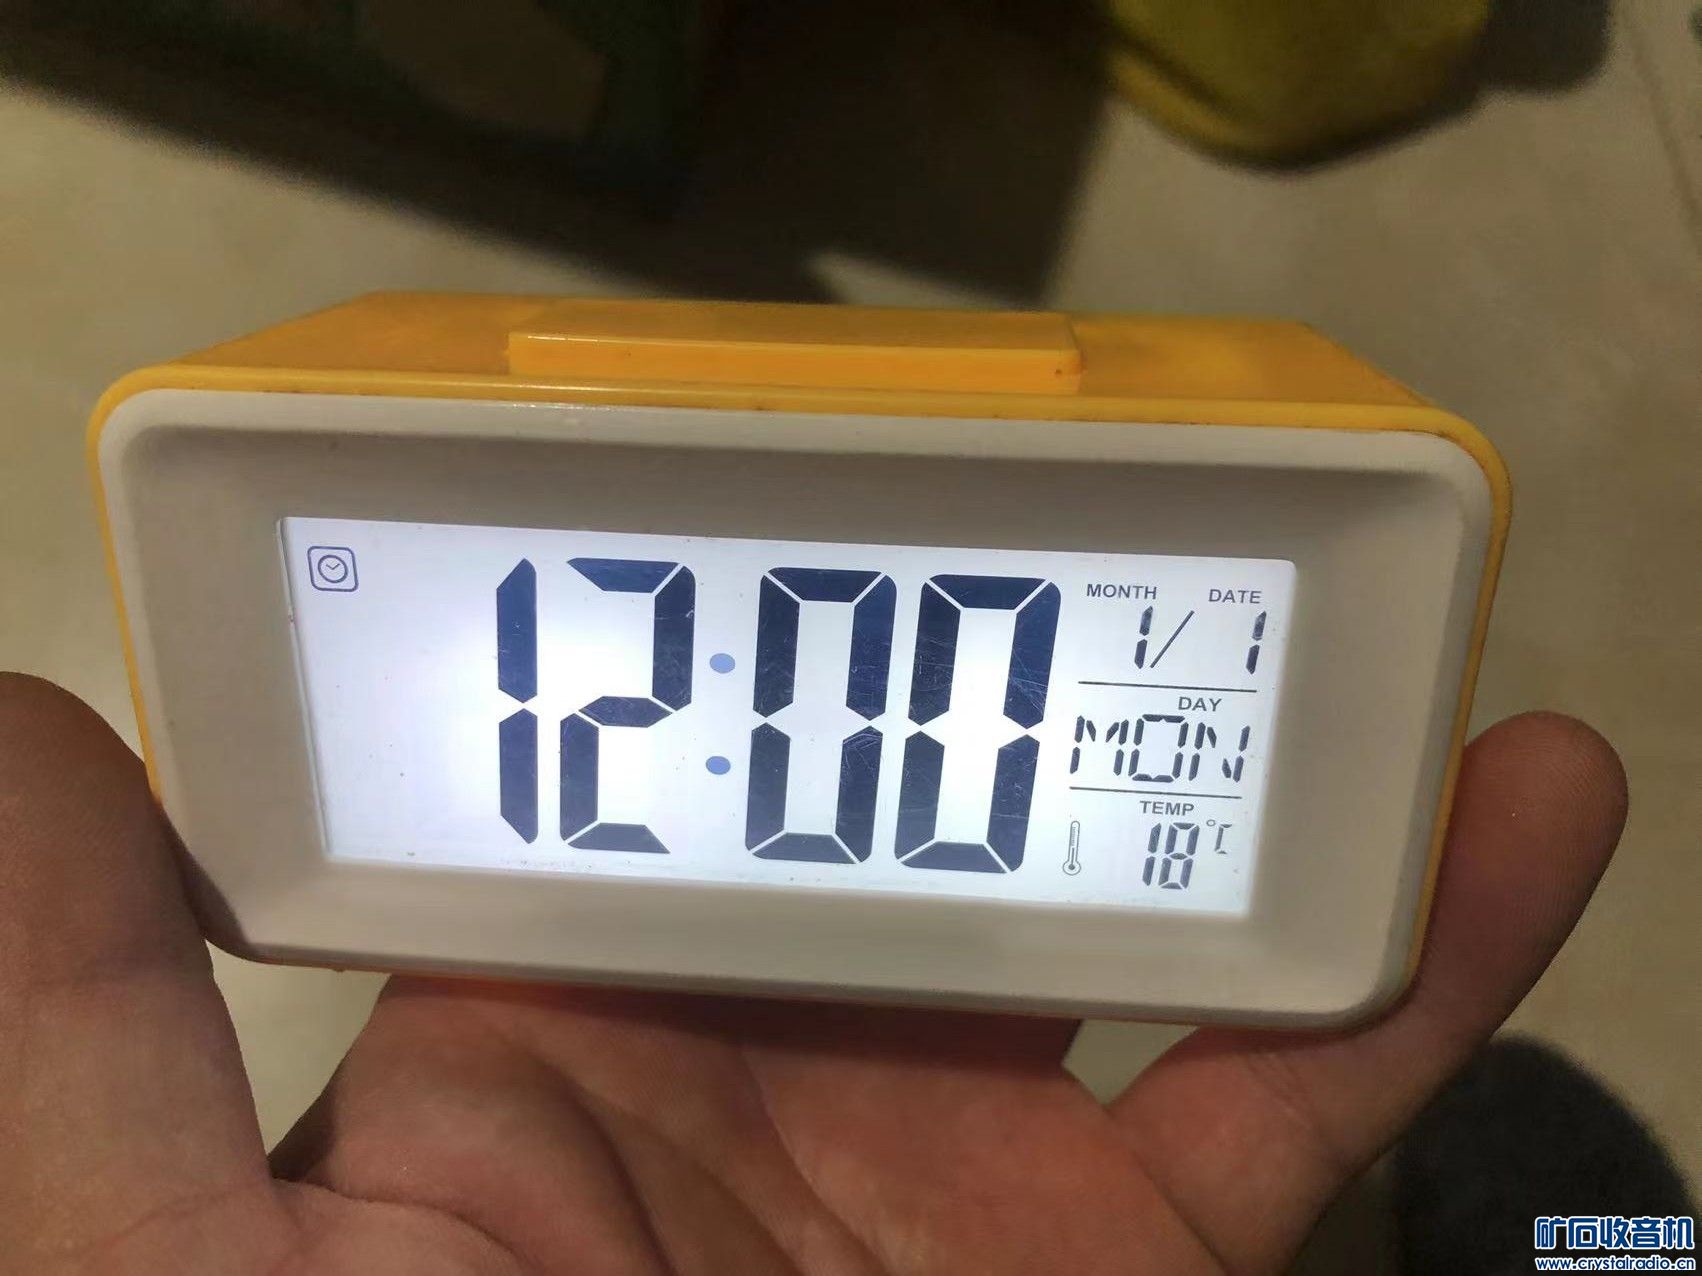 12:00
MONTH DATE
1/ 1
DAY
MON
TEMP
18°C
矿石收音机
www.crystalradio.cn